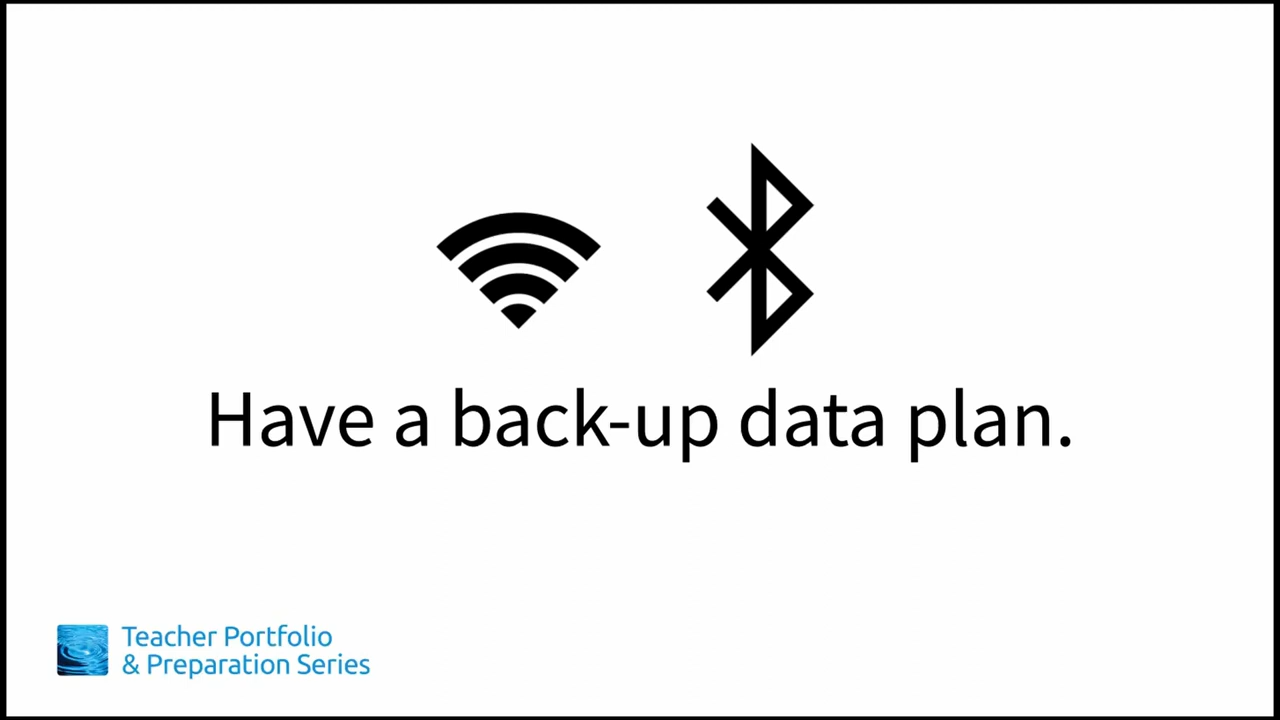 Have a back-up data plan.
Teacher Portfolio
& Preparation Series